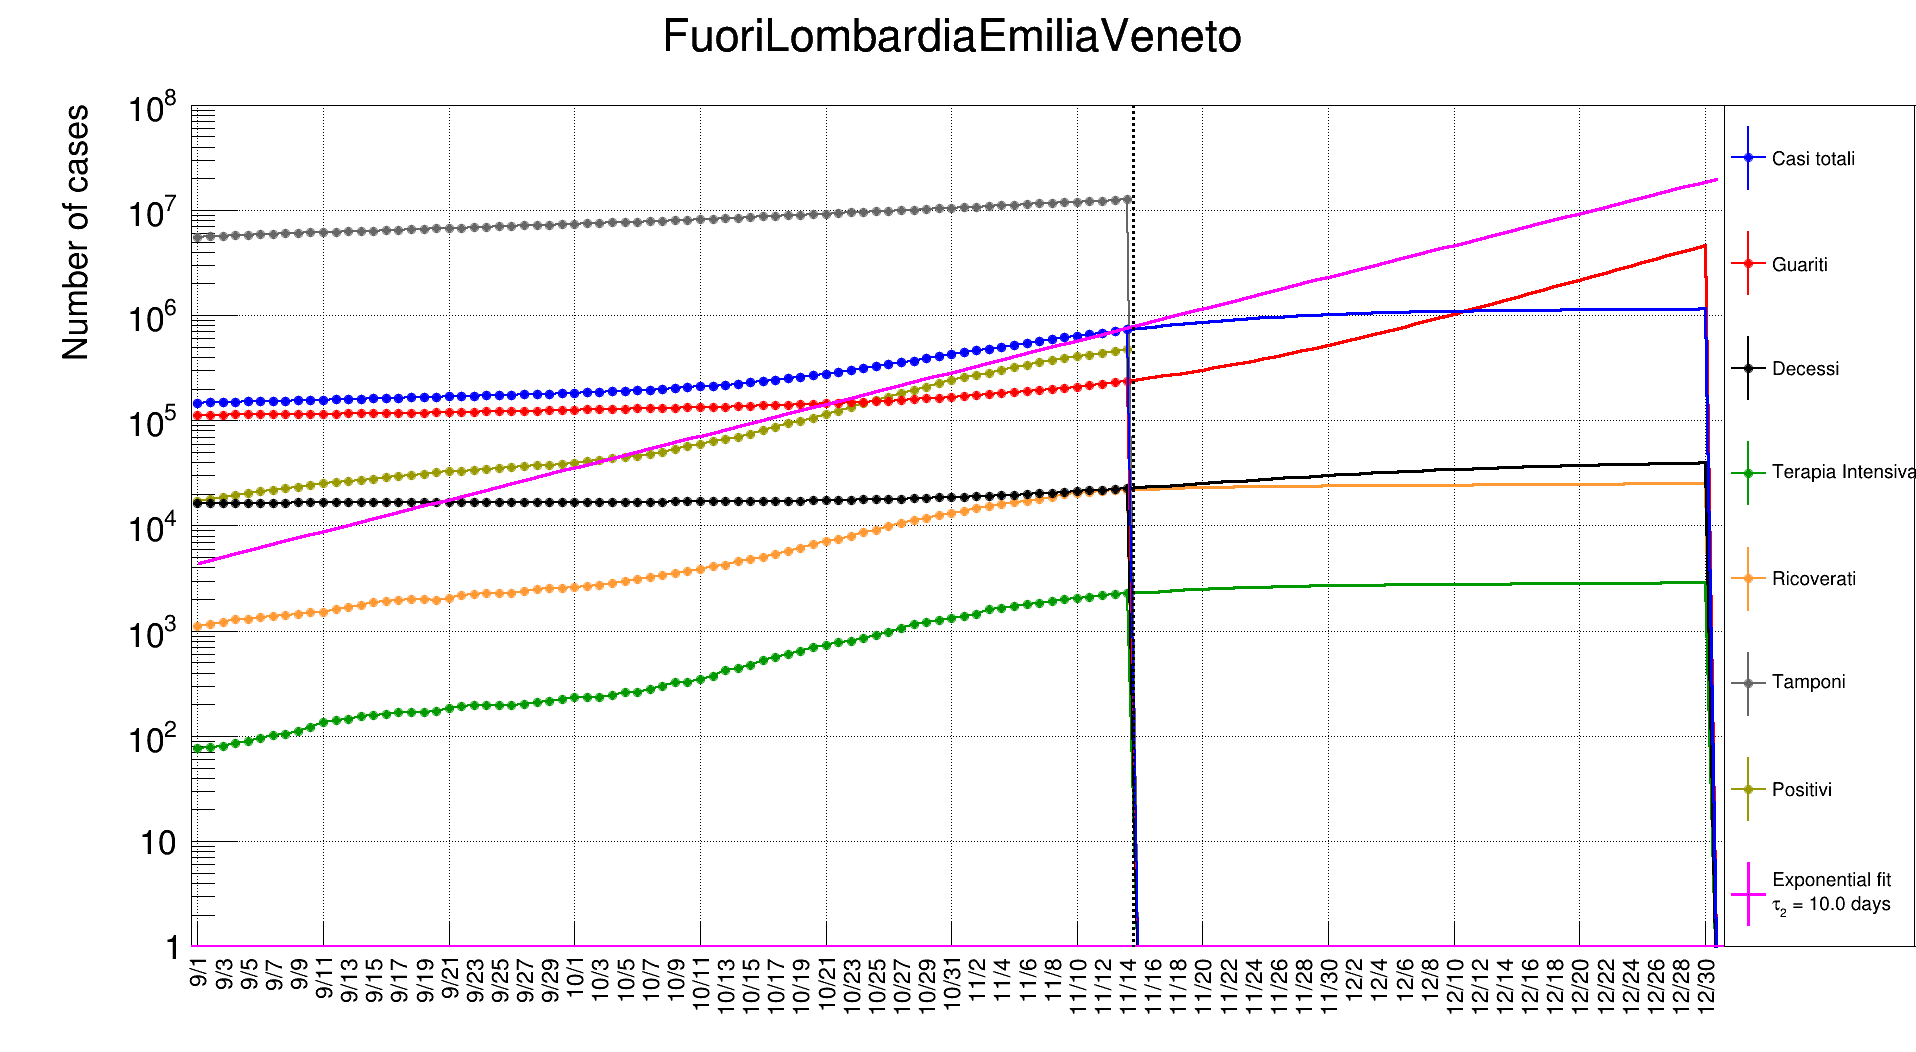 FuoriLombardiaEmiliaVeneto
Number of cases
10^8
10^7
10^6
10^5
10^4
10^3
10^2
10
1
9/1 9/3 9/5 9/7 9/9 9/11 9/13 9/15 9/17 9/19 9/21 9/23 9/25 9/27 9/29 10/1 10/3 10/5 10/7 10/9 10/11 10/13 10/15 10/17 10/19 10/21 10/23 10/25 10/27 10/29 10/31 11/2 11/4 11/6 11/8 11/10 11/12 11/14 11/16 11/18 11/20 11/22 11/24 11/26 11/28 11/30 12/2 12/4 12/6 12/8 12/10 12/12 12/14 12/16 12/18 12/20 12/22 12/24 12/26 12/28 12/30
Casi totali
Guariti
Decessi
Terapia Intensiva
Ricoverati
Tamponi
Positivi
Exponential fit
τ_2 = 10.0 days